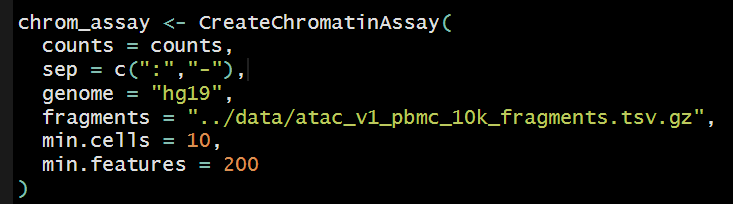 chrom_assay <- CreateChromatinAssay(
  counts = counts,
  sep = c(":","-"),
  genome = "hg19",
  fragments = "../data/atac_v1_pbmc_10k_fragments.tsv.gz",
  min.cells = 10,
  min.features = 200
)